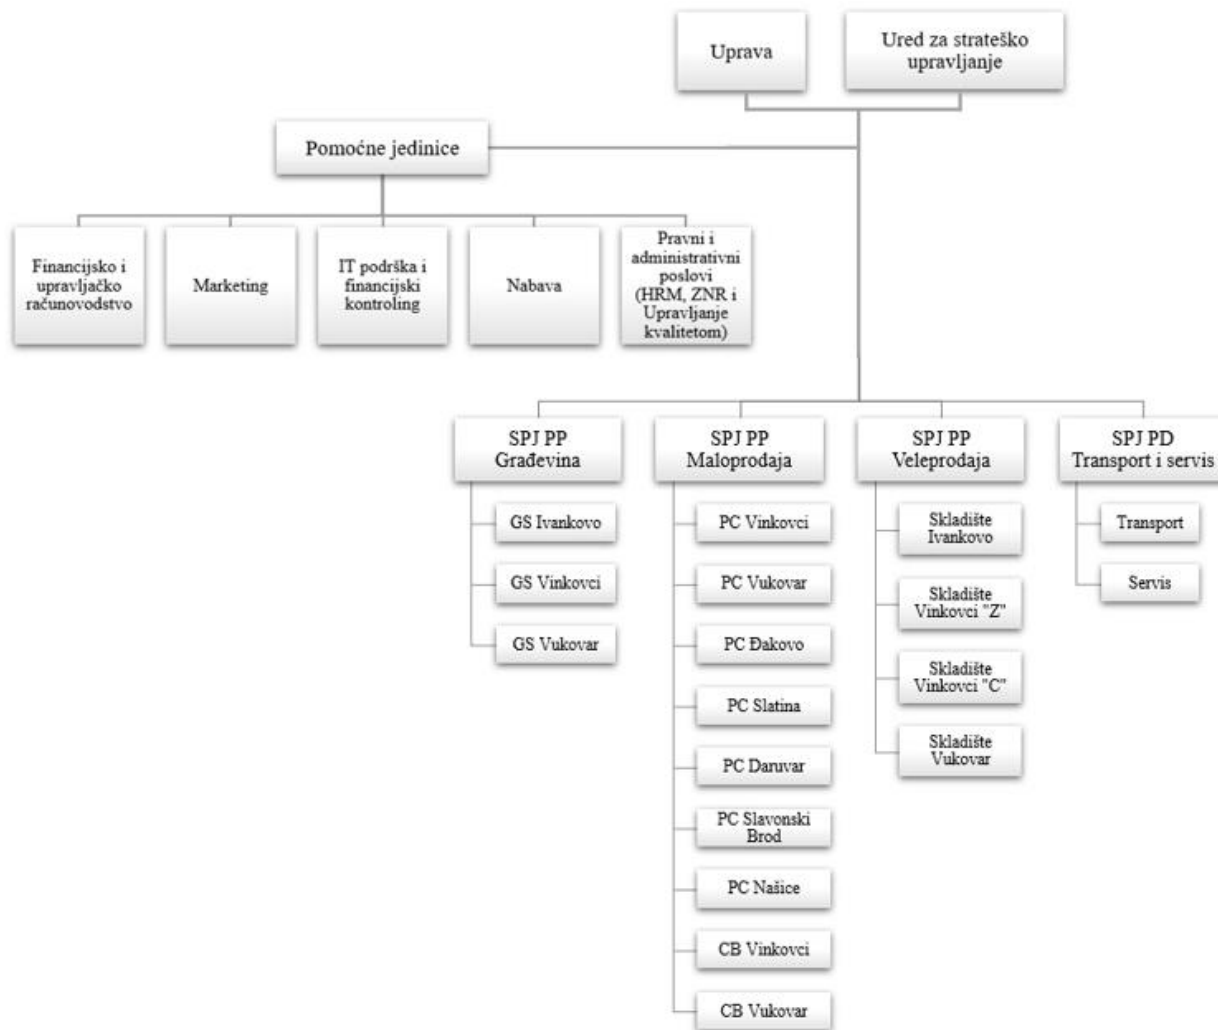 Uprava
Ured za strateško
upravljanje
Pomoćne jedinice
Financijsko i
upravljačko
računovodstvo
Marketing
IT podrška i
financijski
kontroling
Nabava
Pravni i
administrativni
poslovi
(HRM, ZNR i
Upravljanje
kvalitetom)
SPJ PP
Građevina
GS Ivankovo
GS Vinkovci
GS Vukovar
SPJ PP
Maloprodaja
PC Vinkovci
PC Vukovar
PC Đakovo
PC Slatina
PC Daruvar
PC Slavonski
Brod
PC Našice
CB Vinkovci
CB Vukovar
SPJ PP
Veleprodaja
Skladište
Ivankovo
Skladište
Vinkovci "Z"
Skladište
Vinkovci "C"
Skladište
Vukovar
SPJ PD
Transport i servis
Transport
Servis